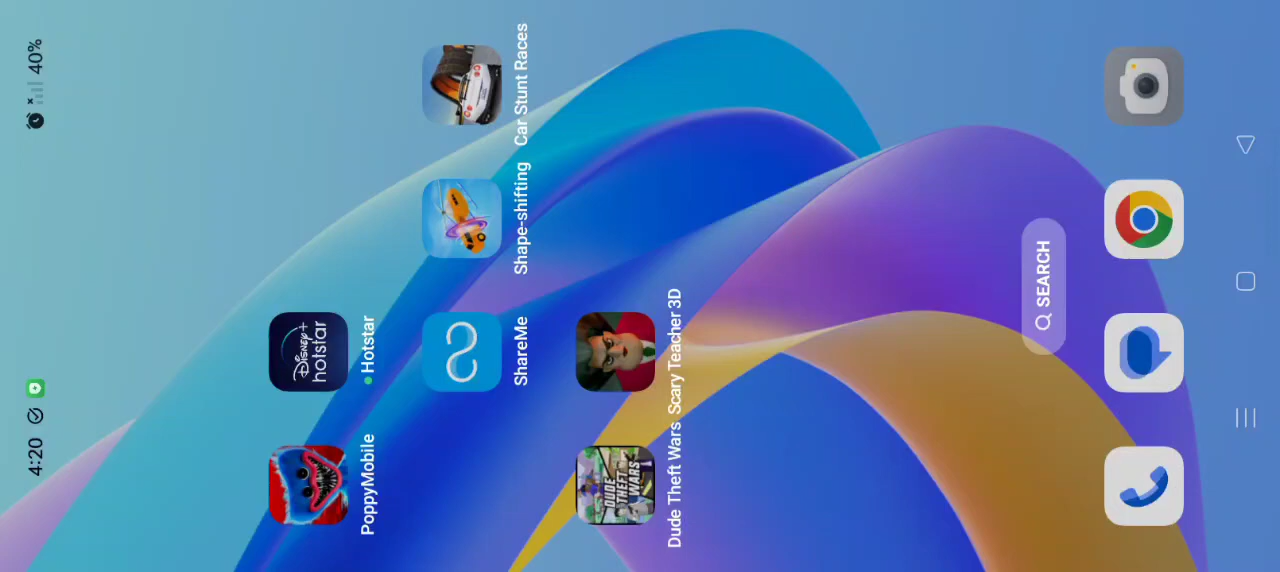 4:20
40%
Disney+
hotstar
PoppyMobile
Hotstar
ShareMe
Shape-shifting
Car Stunt Races
DUDE
THEFT
WARS
Dude Theft Wars
Scary Teacher 3D
SEARCH